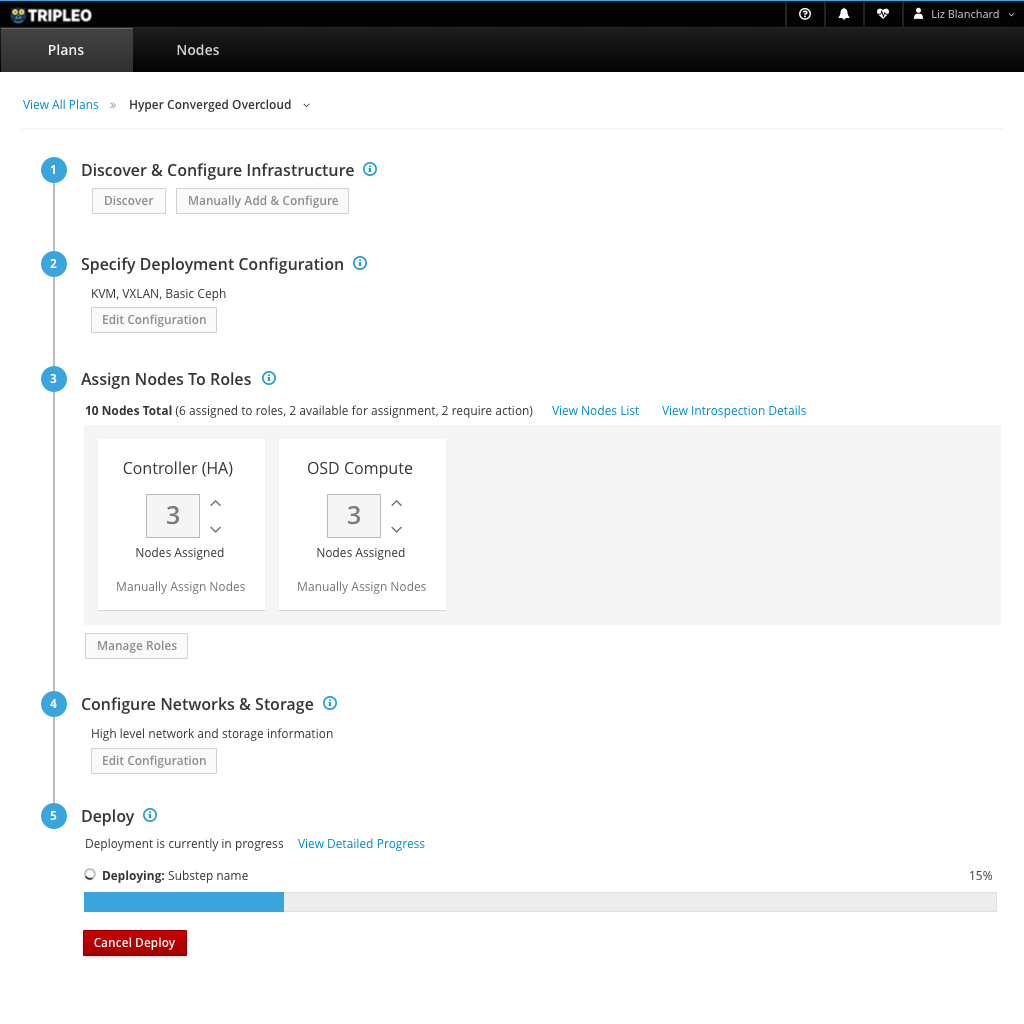 TRIPLEO
Liz Blanchard
Plans Nodes
View All Plans » Hyper Converged Overcloud
1 Discover & Configure Infrastructure
Discover Manually Add & Configure
2 Specify Deployment Configuration
KVM, VXLAN, Basic Ceph
Edit Configuration
3 Assign Nodes To Roles
10 Nodes Total (6 assigned to roles, 2 available for assignment, 2 require action) View Nodes List View Introspection Details
Controller (HA) OSD Compute
3 3
Nodes Assigned Nodes Assigned
Manually Assign Nodes Manually Assign Nodes
Manage Roles
4 Configure Networks & Storage
High level network and storage information
Edit Configuration
5 Deploy
Deployment is currently in progress View Detailed Progress
Deploying: Substep name 15%
Cancel Deploy